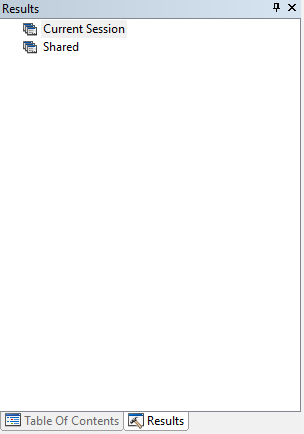 Results
Current Session
Shared
Table Of Contents
Results